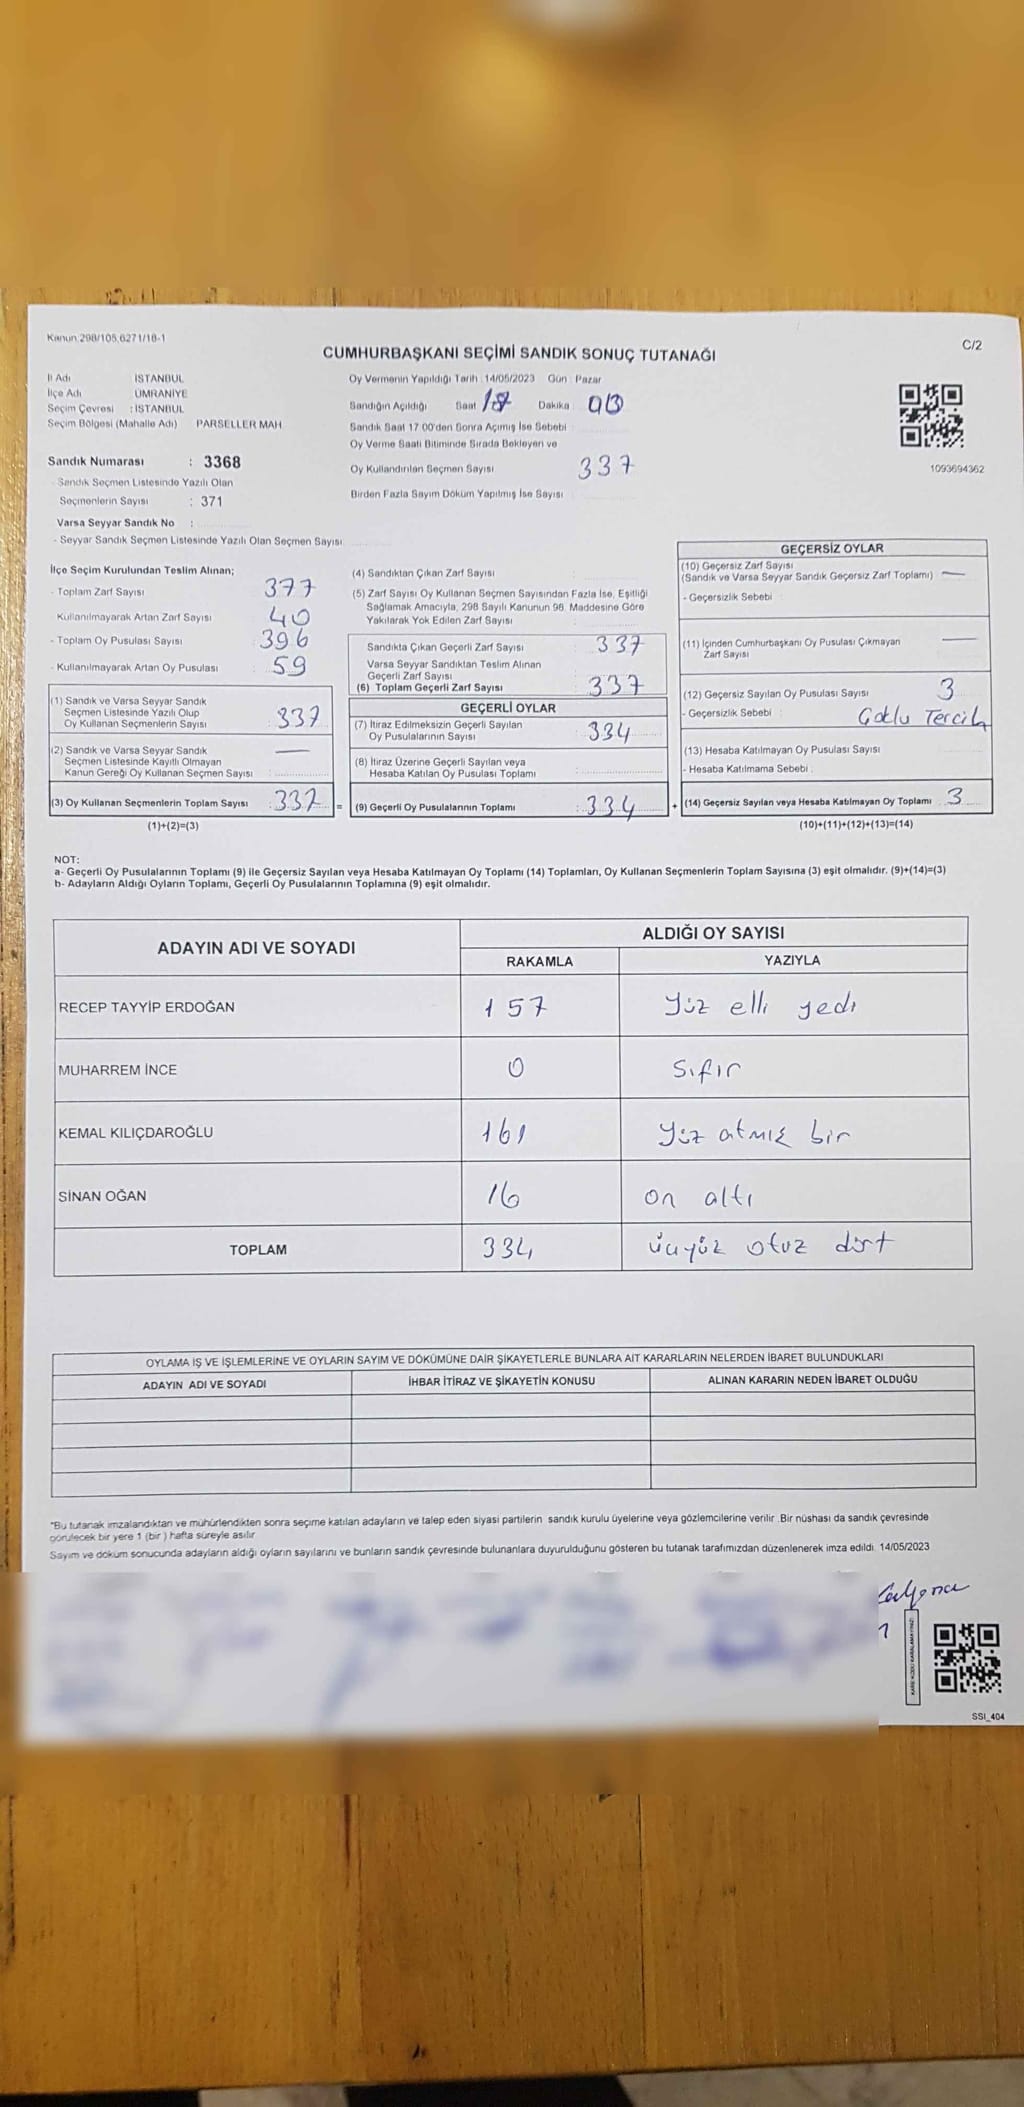 Kanun:298/105,6271/18-1
C/2
CUMHURBAŞKANI SEÇİMİ SANDIK SONUÇ TUTANAĞI
İl Adı İSTANBUL
İlçe Adı ÜMRANİYE
Seçim Çevresi : İSTANBUL
Seçim Bölgesi (Mahalle Adı) PARSELLER MAH
Sandık Numarası : 3368
- Sandık Seçmen Listesinde Yazılı Olan
Seçmenlerin Sayısı : 371
Varsa Seyyar Sandık No :
- Seyyar Sandık Seçmen Listesinde Yazılı Olan Seçmen Sayısı:
Oy Vermenin Yapıldığı Tarih :14/05/2023 Gün : Pazar
Sandığın Açıldığı Saat Dakika
Sandık Saat 17:00'den Sonra Açımış İse Sebebi :
Oy Verme Saati Bitiminde Sırada Bekleyen ve
Oy Kullandırılan Seçmen Sayısı 337
Birden Fazla Sayım Döküm Yapılmış İse Sayısı
1093694362
İlçe Seçim Kurulundan Teslim Alınan;
- Toplam Zarf Sayısı 377
Kullanılmayarak Artan Zarf Sayısı 40
- Toplam Oy Pusulası Sayısı 396
- Kullanılmayarak Artan Oy Pusulası 59
(1) Sandık ve Varsa Seyyar Sandık
Seçmen Listesinde Yazılı Olup
Oy Kullanan Seçmenlerin Sayısı 337
(2) Sandık ve Varsa Seyyar Sandık
Seçmen Listesinde Kayıtlı Olmayan
Kanun Gereği Oy Kullanan Seçmen Sayısı : —
(3) Oy Kullanan Seçmenlerin Toplam Sayısı : 337 =
(1)+(2)=(3)
(4) Sandıktan Çıkan Zarf Sayısı
(5) Zarf Sayısı Oy Kullanan Seçmen Sayısından Fazla İse, Eşitliği
Sağlamak Amacıyla, 298 Sayılı Kanunun 98. Maddesine Göre
Yakılarak Yok Edilen Zarf Sayısı
Sandıkta Çıkan Geçerli Zarf Sayısı 337
Varsa Seyyar Sandıktan Teslim Alınan
Geçerli Zarf Sayısı
(6) Toplam Geçerli Zarf Sayısı 337
GEÇERLİ OYLAR
(7) İtiraz Edilmeksizin Geçerli Sayılan
Oy Pusulalarının Sayısı : 334
(8) İtiraz Üzerine Geçerli Sayılan veya
Hesaba Katılan Oy Pusulası Toplamı
(9) Geçerli Oy Pusulalarının Toplamı : 334 +
GEÇERSİZ OYLAR
(10) Geçersiz Zarf Sayısı
(Sandık ve Varsa Seyyar Sandık Geçersiz Zarf Toplamı) —
- Geçersizlik Sebebi :
(11) İçinden Cumhurbaşkanı Oy Pusulası Çıkmayan
Zarf Sayısı —
(12) Geçersiz Sayılan Oy Pusulası Sayısı 3
- Geçersizlik Sebebi : Çoklu Tercih
(13) Hesaba Katılmayan Oy Pusulası Sayısı
- Hesaba Katılmama Sebebi :
(14) Geçersiz Sayılan veya Hesaba Katılmayan Oy Toplamı 3
(10)+(11)+(12)+(13)=(14)
NOT:
a- Geçerli Oy Pusulalarının Toplamı (9) ile Geçersiz Sayılan veya Hesaba Katılmayan Oy Toplamı (14) Toplamları, Oy Kullanan Seçmenlerin Toplam Sayısına (3) eşit olmalıdır. (9)+(14)=(3)
b- Adayların Aldığı Oyların Toplamı, Geçerli Oy Pusulalarının Toplamına (9) eşit olmalıdır.
ADAYIN ADI VE SOYADI
ALDIĞI OY SAYISI
RAKAMLA YAZIYLA
RECEP TAYYİP ERDOĞAN 157 Yüz elli yedi
MUHARREM İNCE 0 Sıfır
KEMAL KILIÇDAROĞLU 161 Yüz atmış bir
SİNAN OĞAN 16 on altı
TOPLAM 334 üçyüz otuz dört
OYLAMA İŞ VE İŞLEMLERİNE VE OYLARIN SAYIM VE DÖKÜMÜNE DAİR ŞİKAYETLERLE BUNLARA AİT KARARLARIN NELERDEN İBARET BULUNDUKLARI
ADAYIN ADI VE SOYADI İHBAR İTİRAZ VE ŞİKAYETİN KONUSU ALINAN KARARIN NEDEN İBARET OLDUĞU
*Bu tutanak imzalandıktan ve mühürlendikten sonra seçime katılan adayların ve talep eden siyasi partilerin sandık kurulu üyelerine veya gözlemcilerine verilir .Bir nüshası da sandık çevresinde
görülecek bir yere 1 (bir ) hafta süreyle asılır
Sayım ve döküm sonucunda adayların aldığı oyların sayılarını ve bunların sandık çevresinde bulunanlara duyurulduğunu gösteren bu tutanak tarafımızdan düzenlenerek imza edildi. 14/05/2023
SSI_404